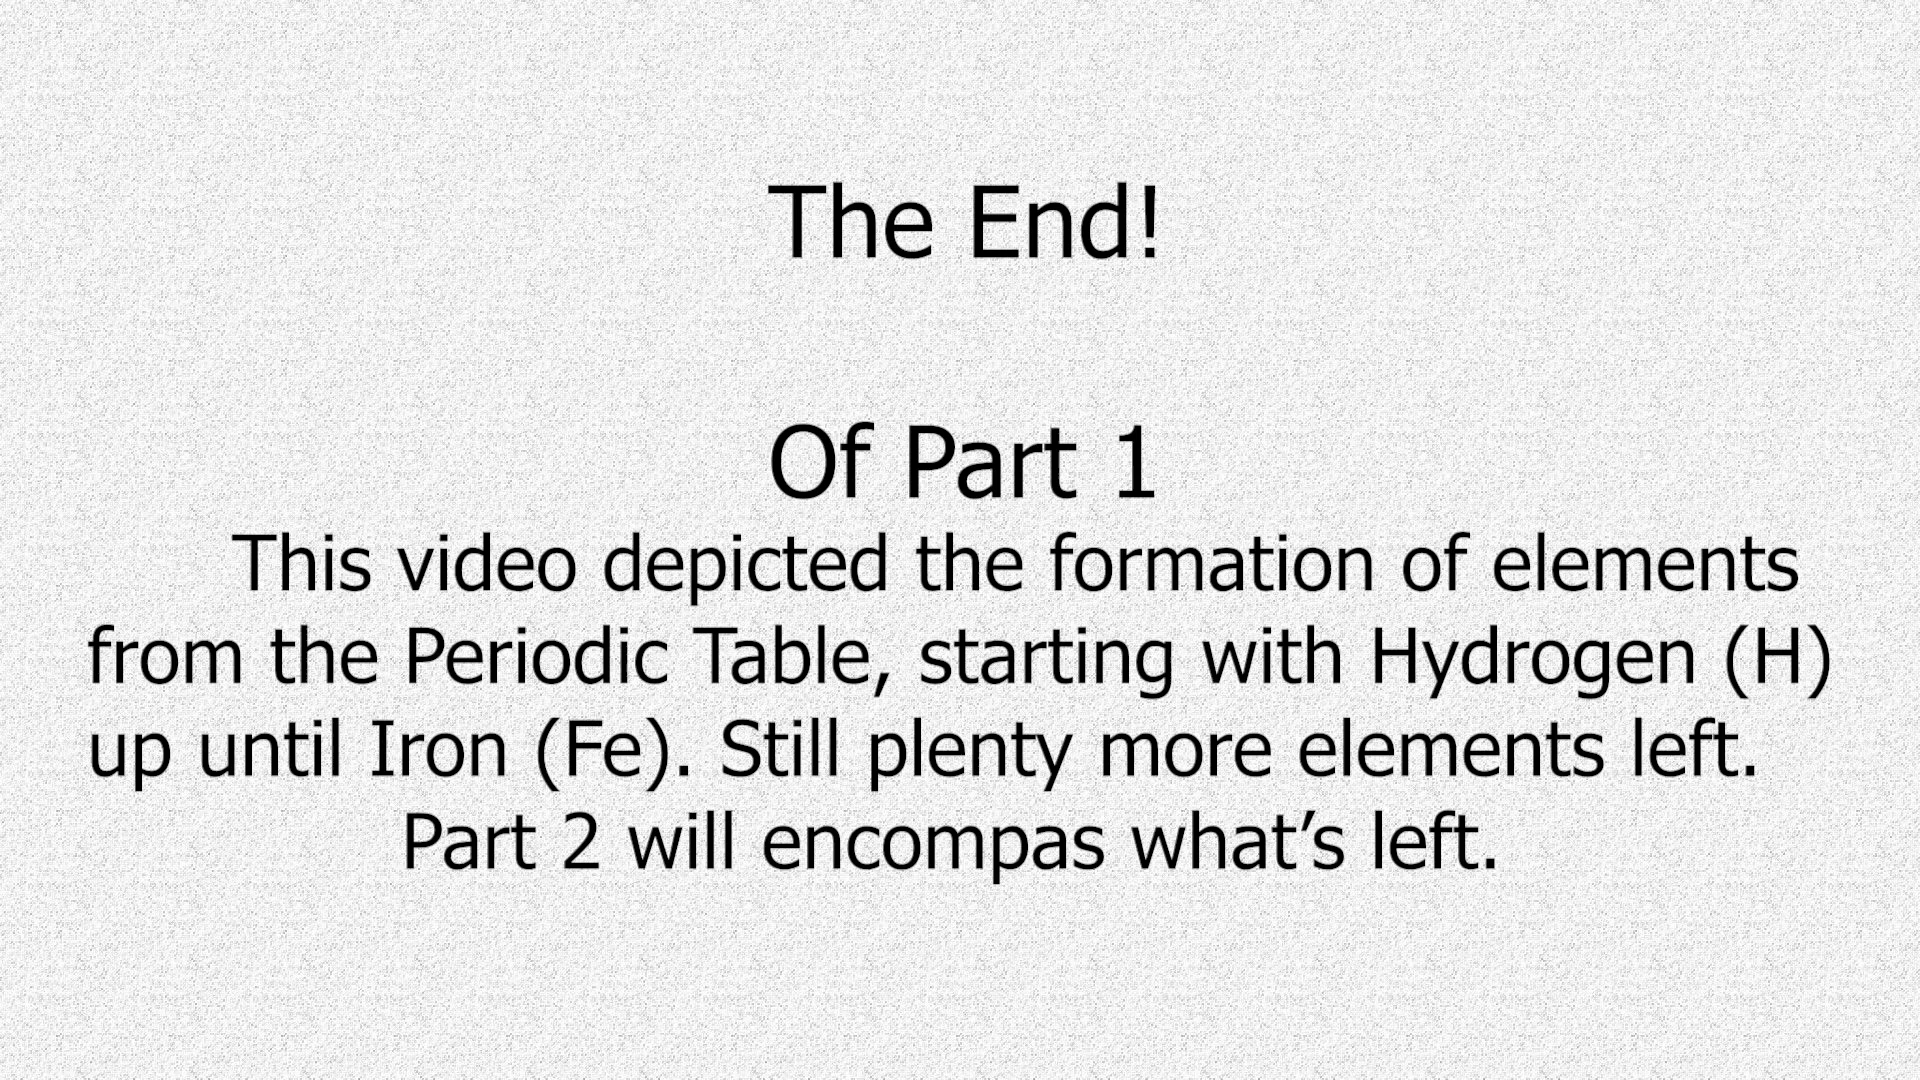 The End!
Of Part 1
This video depicted the formation of elements
from the Periodic Table, starting with Hydrogen (H)
up until Iron (Fe). Still plenty more elements left.
Part 2 will encompas what’s left.